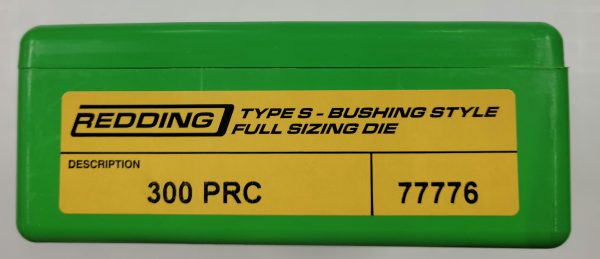 REDDING TYPE S - BUSHING STYLE
FULL SIZING DIE
DESCRIPTION
300 PRC 77776